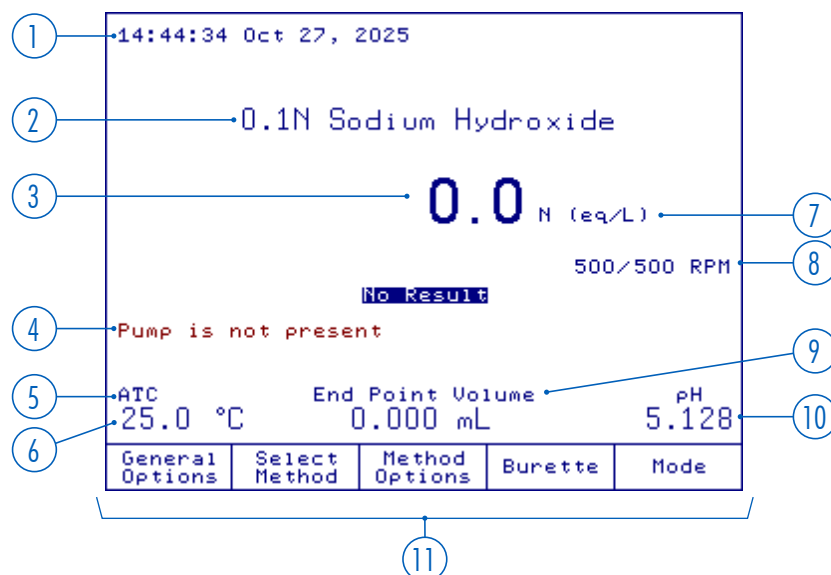 1
14:44:34 Oct 27, 2025
2
0.1N Sodium Hydroxide
3
0.0 N (eq/L)
7
500/500 RPM
8
No Result
4
Pump is not present
9
5
ATC End Point Volume pH
6
25.0 °C 0.000 mL 5.128
10
General Options Select Method Method Options Burette Mode
11